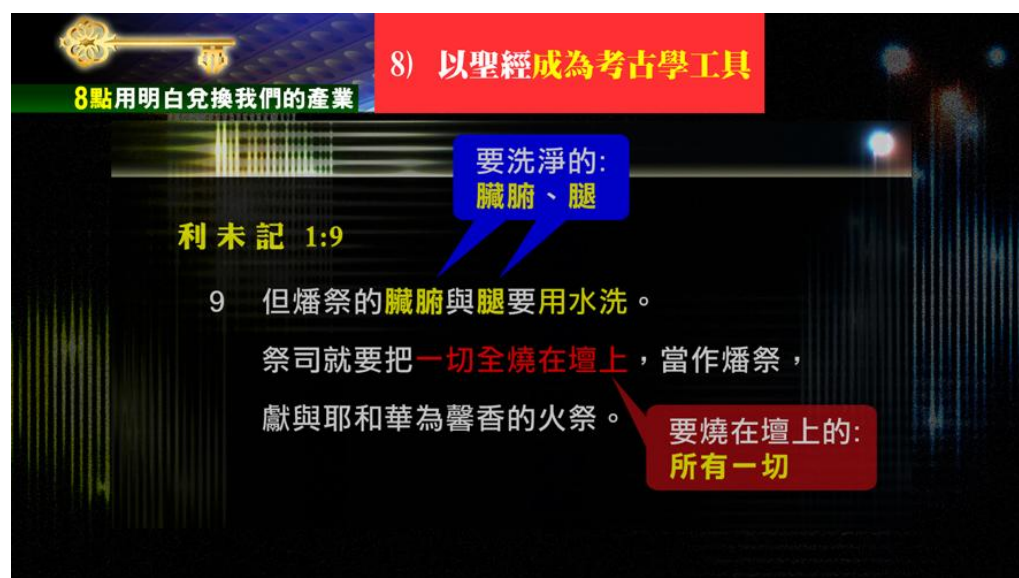 8點用明白兌換我們的產業
8) 以聖經成為考古學工具
要洗淨的:
臟腑、腿
利未記 1:9
9 但燔祭的臟腑與腿要用水洗。
祭司就要把一切全燒在壇上，當作燔祭，
獻與耶和華為馨香的火祭。
要燒在壇上的:
所有一切